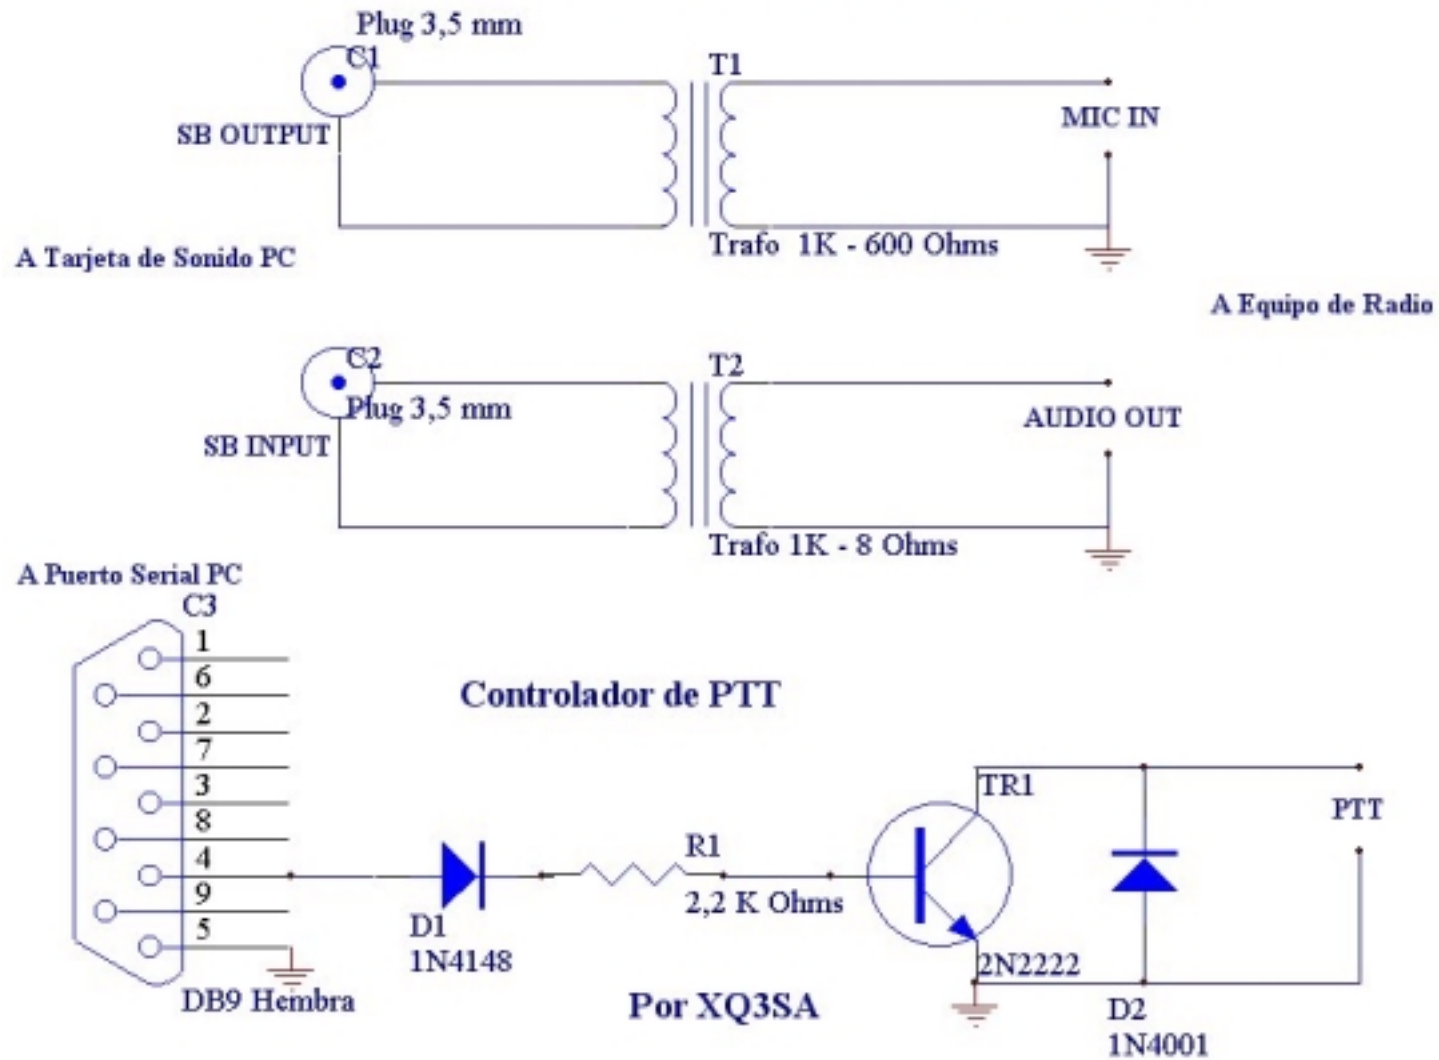 Plug 3,5 mm
C1
T1
SB OUTPUT
MIC IN
Trafo 1K - 600 Ohms
A Tarjeta de Sonido PC
A Equipo de Radio
C2
T2
Plug 3,5 mm
AUDIO OUT
SB INPUT
Trafo 1K - 8 Ohms
A Puerto Serial PC
C3
1
6
2
7
3
8
4
9
5
DB9 Hembra
Controlador de PTT
TR1
PTT
R1
2,2 K Ohms
D1
1N4148
2N2222
Por XQ3SA
D2
1N4001